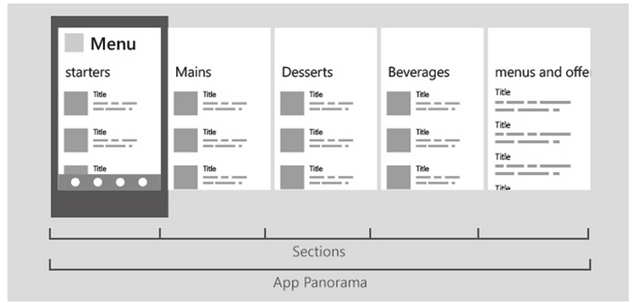 Menu
starters
Title
Title
Title
Mains
Title
Title
Title
Desserts
Title
Title
Title
Beverages
Title
Title
Title
menus and offe
Title
Title
Title
Title
Sections
App Panorama